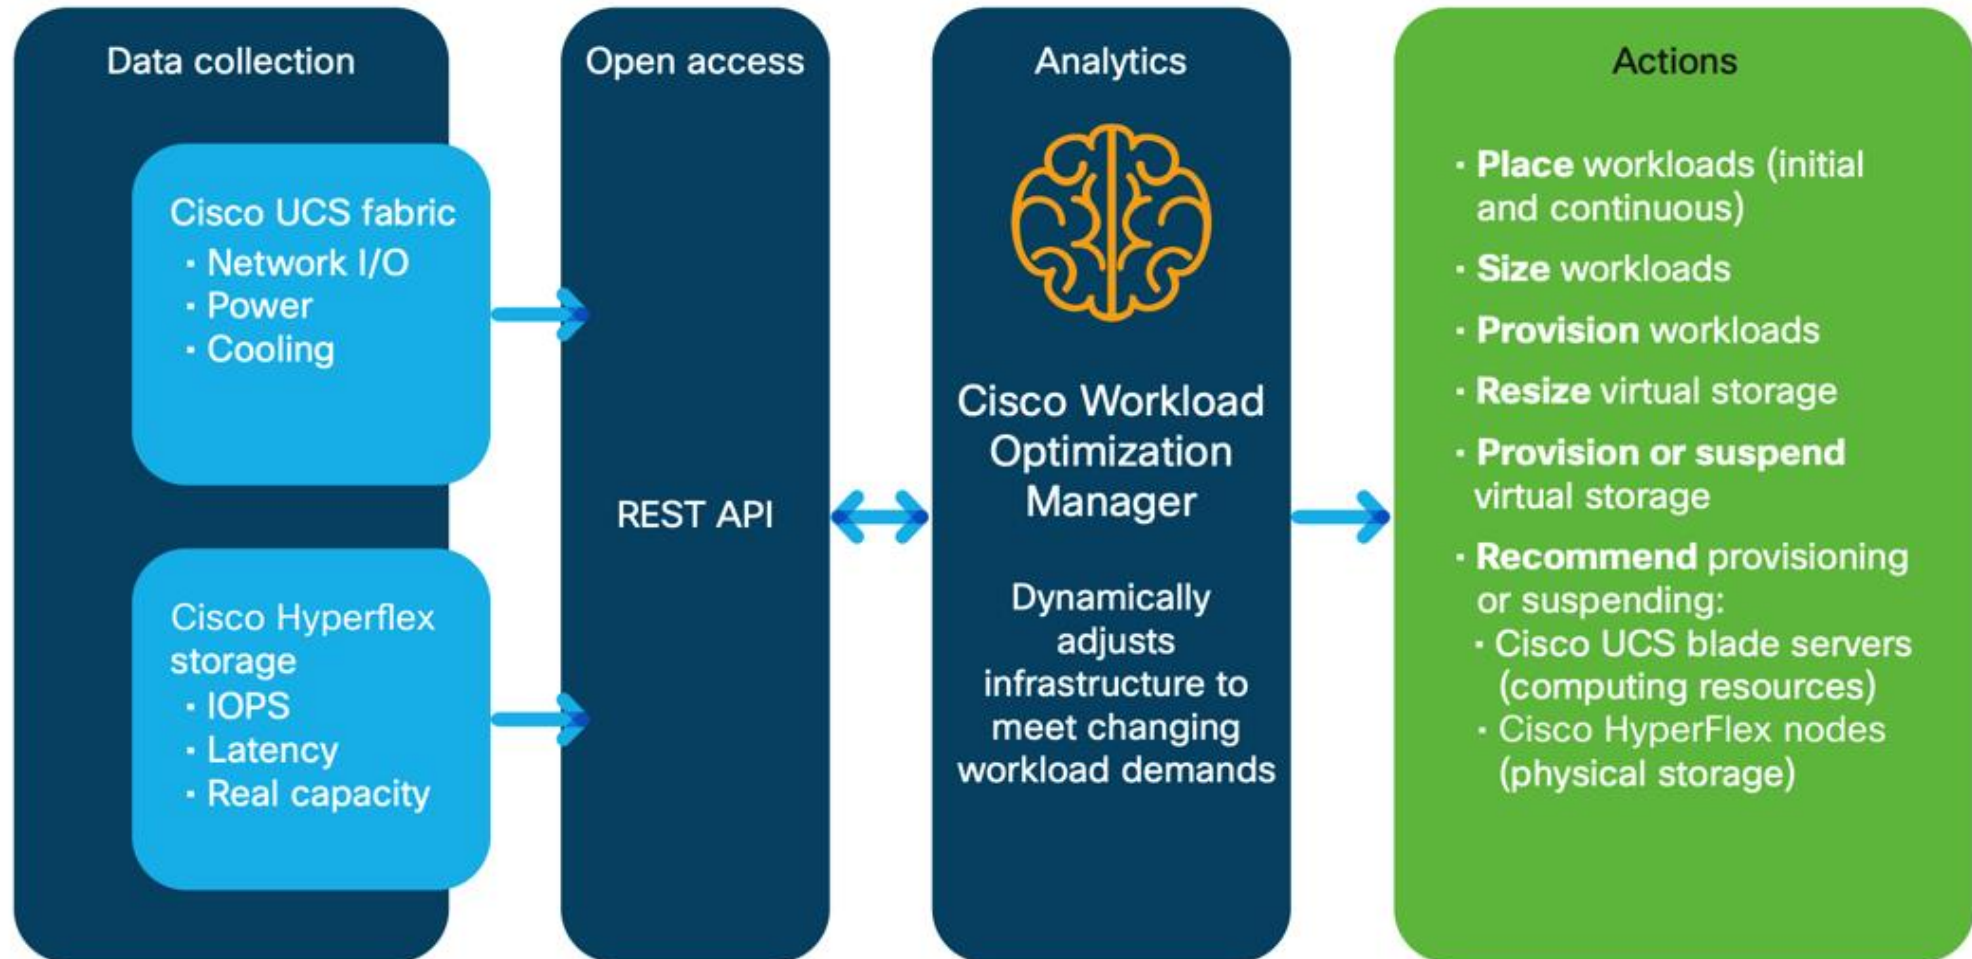 Data collection
Cisco UCS fabric
· Network I/O
· Power
· Cooling
Cisco Hyperflex
storage
· IOPS
· Latency
· Real capacity
Open access
REST API
Analytics
Cisco Workload
Optimization
Manager
Dynamically
adjusts
infrastructure to
meet changing
workload demands
Actions
· Place workloads (initial
and continuous)
· Size workloads
· Provision workloads
· Resize virtual storage
· Provision or suspend
virtual storage
· Recommend provisioning
or suspending:
· Cisco UCS blade servers
(computing resources)
· Cisco HyperFlex nodes
(physical storage)